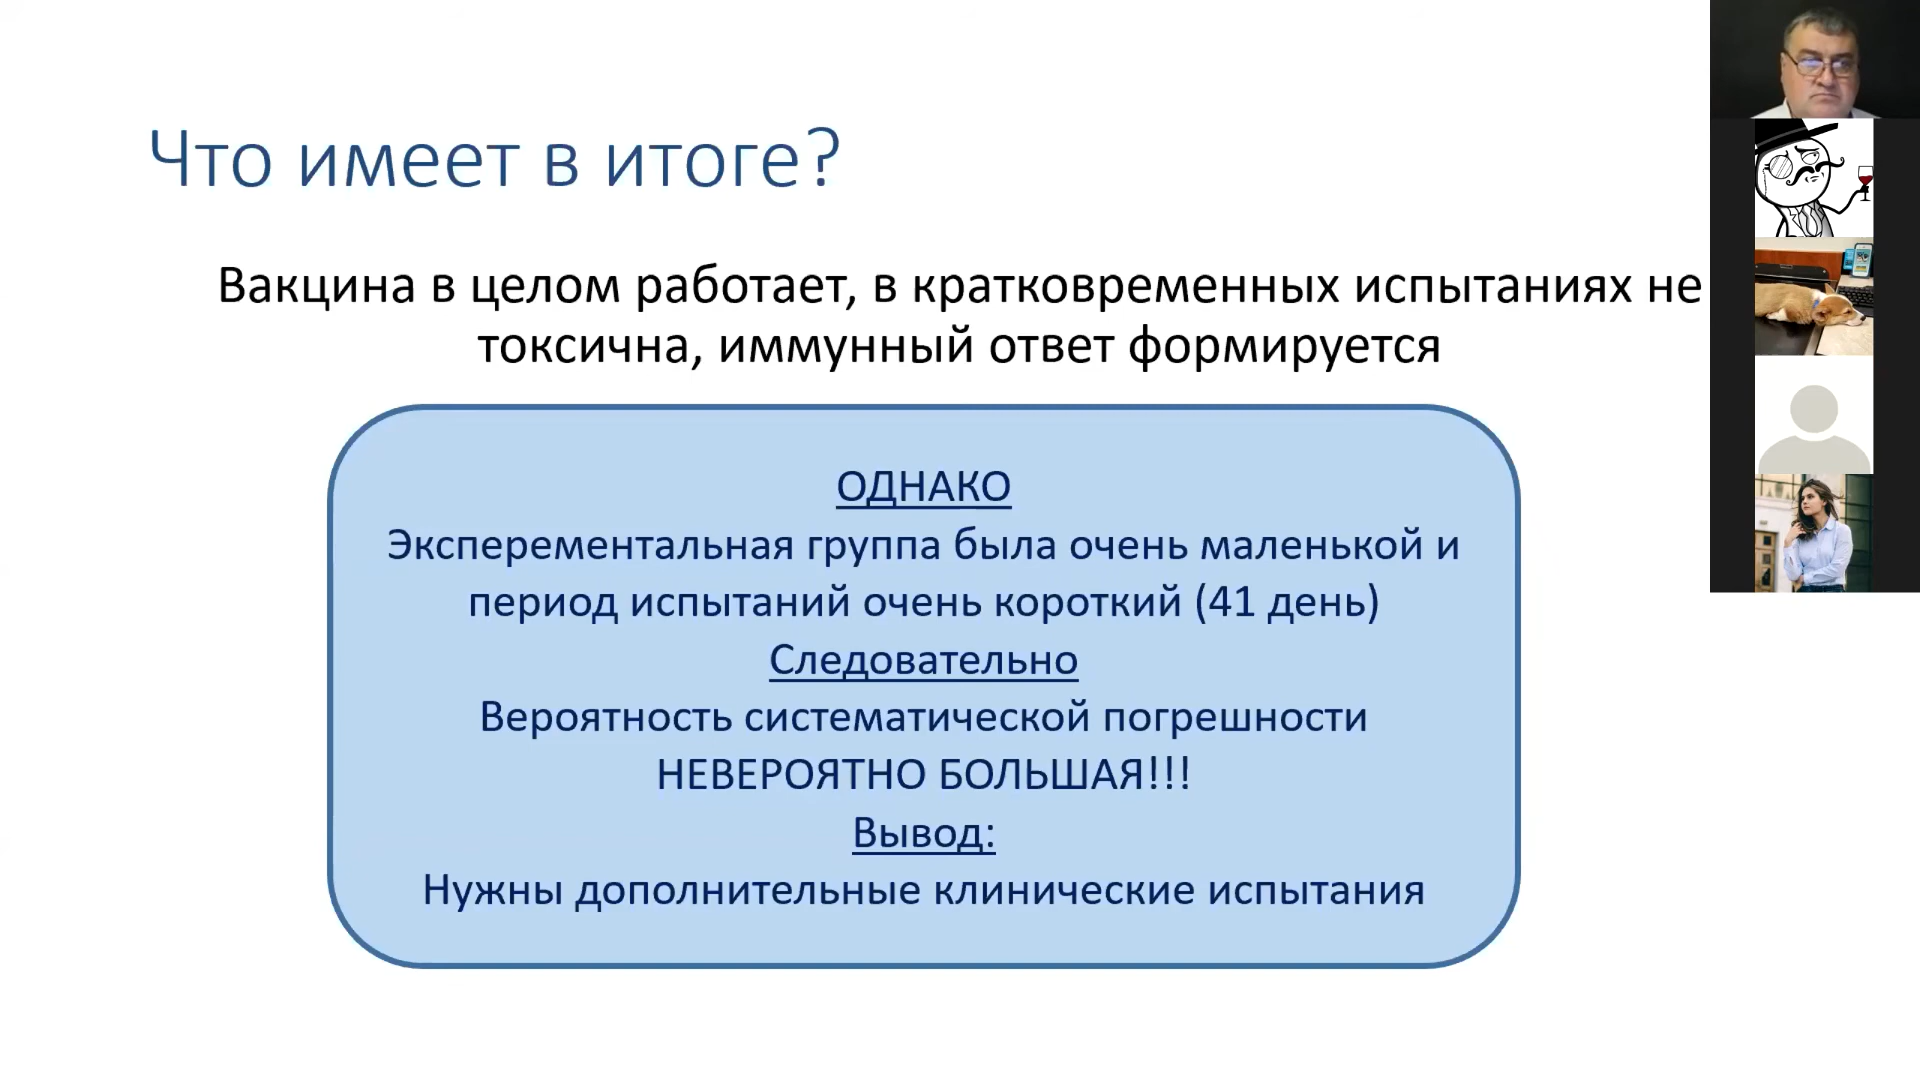 Что имеет в итоге?
Вакцина в целом работает, в кратковременных испытаниях не
токсична, иммунный ответ формируется
ОДНАКО
Эксперементальная группа была очень маленькой и
период испытаний очень короткий (41 день)
Следовательно
Вероятность систематической погрешности
НЕВЕРОЯТНО БОЛЬШАЯ!!!
Вывод:
Нужны дополнительные клинические испытания